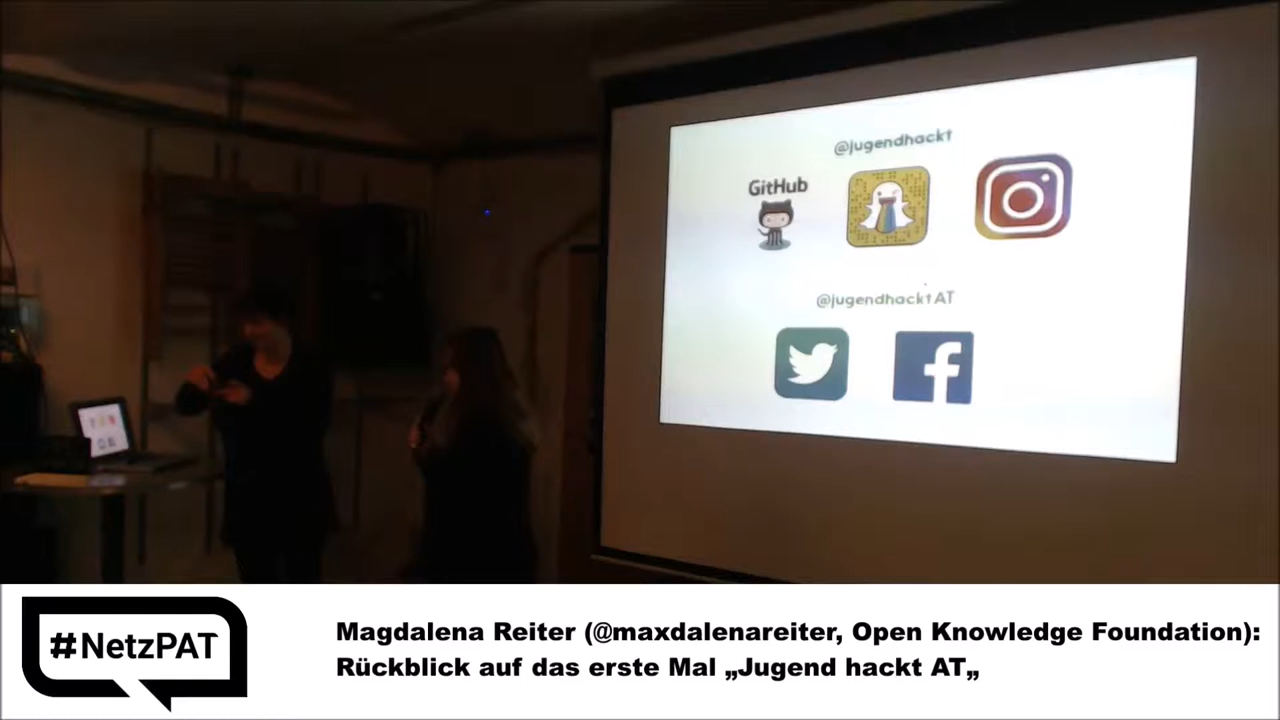 @jugendhackt
GitHub
@jugendhacktAT
#NetzPAT
Magdalena Reiter (@maxdalenareiter, Open Knowledge Foundation):
Rückblick auf das erste Mal „Jugend hackt AT„